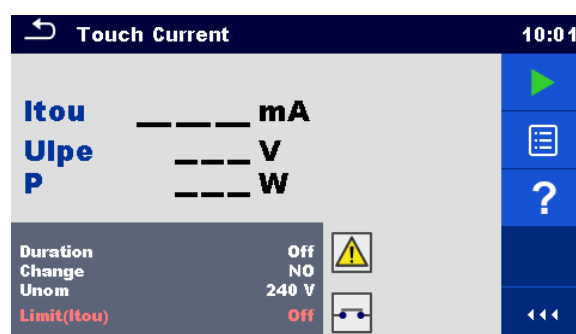 Touch Current 10:01
Itou ____ mA
Ulpe ___ V
P ___ W
?
Duration Off
Change NO
Unom 240 V
Limit(Itou) Off